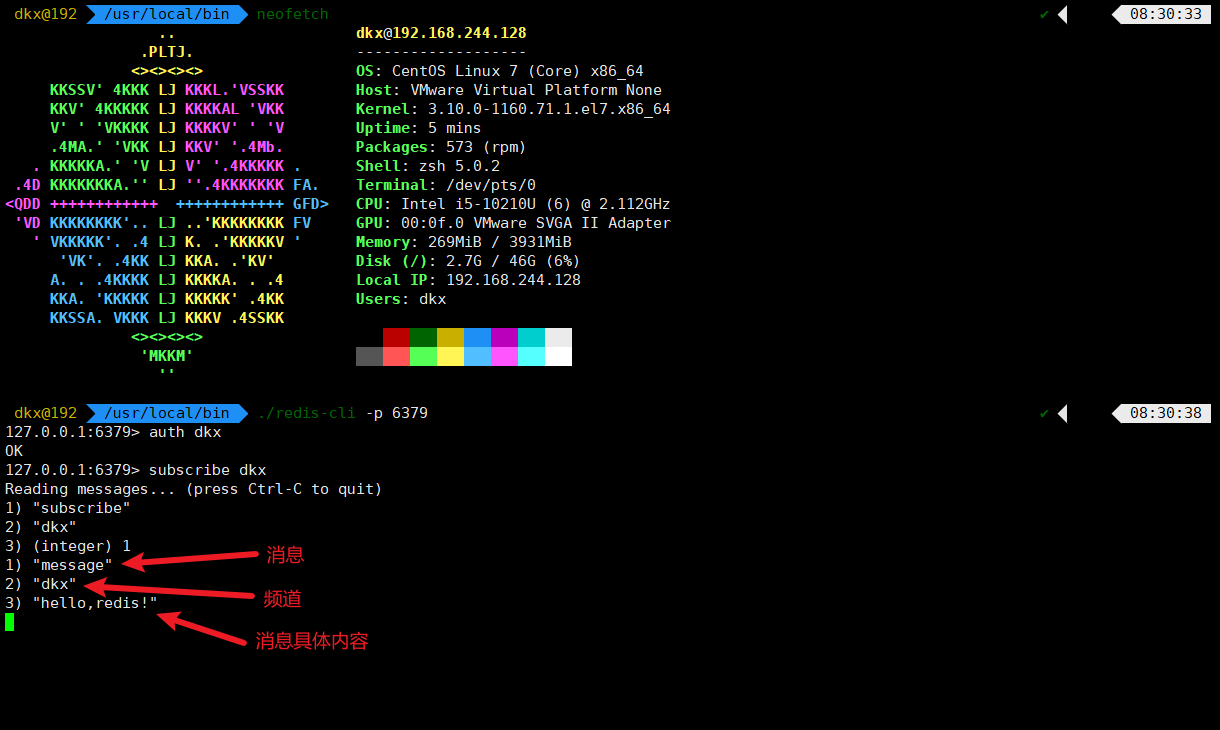 dkx@192 /usr/local/bin neofetch ✔ 08:30:33
..
.PLTJ.
<><><><>
KKSSV' 4KKK LJ KKKL.'VSSKK
KKV' 4KKKKK LJ KKKKAL 'VKK
V' ' 'VKKKK LJ KKKKV' ' 'V
.4MA.' 'VKK LJ KKV' '.4Mb.
. KKKKKA.' 'V LJ V' '.4KKKKK .
.4D KKKKKKKA.'' LJ ''.4KKKKKKK FA.
<QDD ++++++++++++ ++++++++++++ GFD>
'VD KKKKKKKK'.. LJ ..'KKKKKKKK FV
' VKKKKK'. .4 LJ K. .'KKKKKV '
'VK'. .4KK LJ KKA. .'KV'
A. . .4KKKK LJ KKKKA. . .4
KKA. 'KKKKK LJ KKKKK' .4KK
KKSSA. VKKK LJ KKKV .4SSKK
<><><><>
'MKKM'
''
dkx@192.168.244.128
-------------------
OS: CentOS Linux 7 (Core) x86_64
Host: VMware Virtual Platform None
Kernel: 3.10.0-1160.71.1.el7.x86_64
Uptime: 5 mins
Packages: 573 (rpm)
Shell: zsh 5.0.2
Terminal: /dev/pts/0
CPU: Intel i5-10210U (6) @ 2.112GHz
GPU: 00:0f.0 VMware SVGA II Adapter
Memory: 269MiB / 3931MiB
Disk (/): 2.7G / 46G (6%)
Local IP: 192.168.244.128
Users: dkx
dkx@192 /usr/local/bin ./redis-cli -p 6379 ✔ 08:30:38
127.0.0.1:6379> auth dkx
OK
127.0.0.1:6379> subscribe dkx
Reading messages... (press Ctrl-C to quit)
1) "subscribe"
2) "dkx"
3) (integer) 1
1) "message"
消息
2) "dkx"
频道
3) "hello,redis!"
消息具体内容